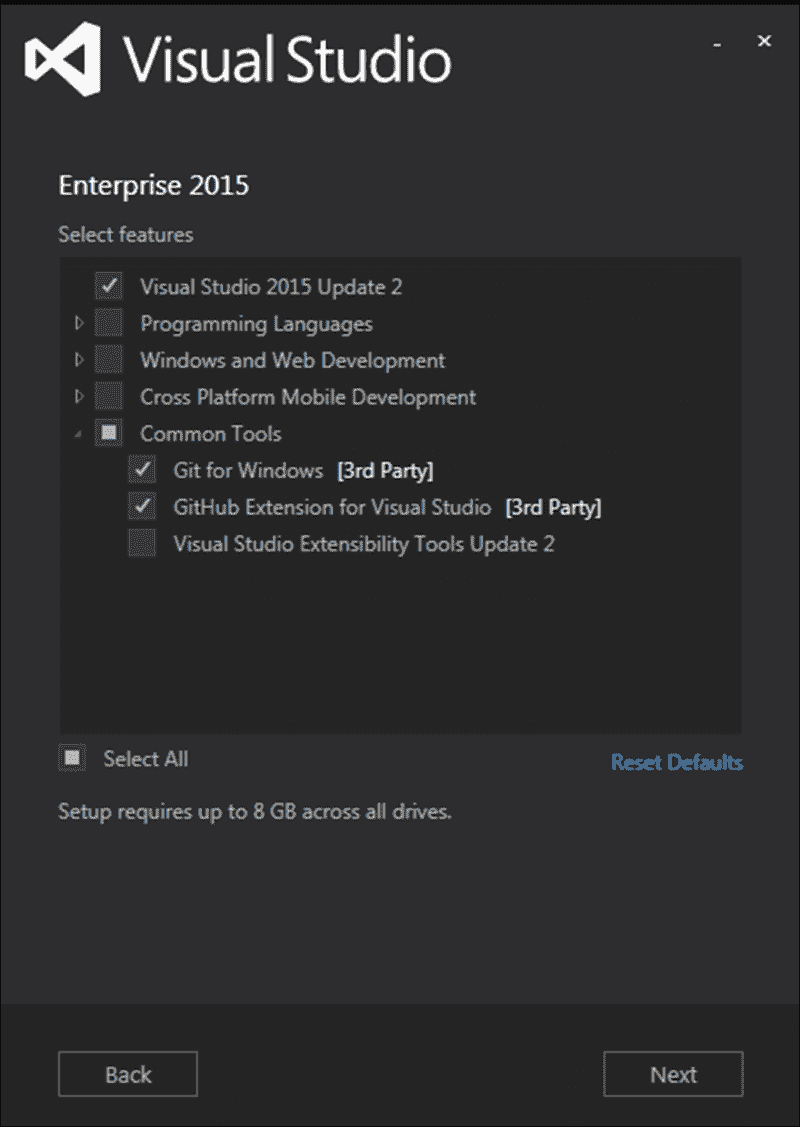 Visual Studio
Enterprise 2015
Select features
Visual Studio 2015 Update 2
Programming Languages
Windows and Web Development
Cross Platform Mobile Development
Common Tools
Git for Windows [3rd Party]
GitHub Extension for Visual Studio [3rd Party]
Visual Studio Extensibility Tools Update 2
Select All
Reset Defaults
Setup requires up to 8 GB across all drives.
Back
Next